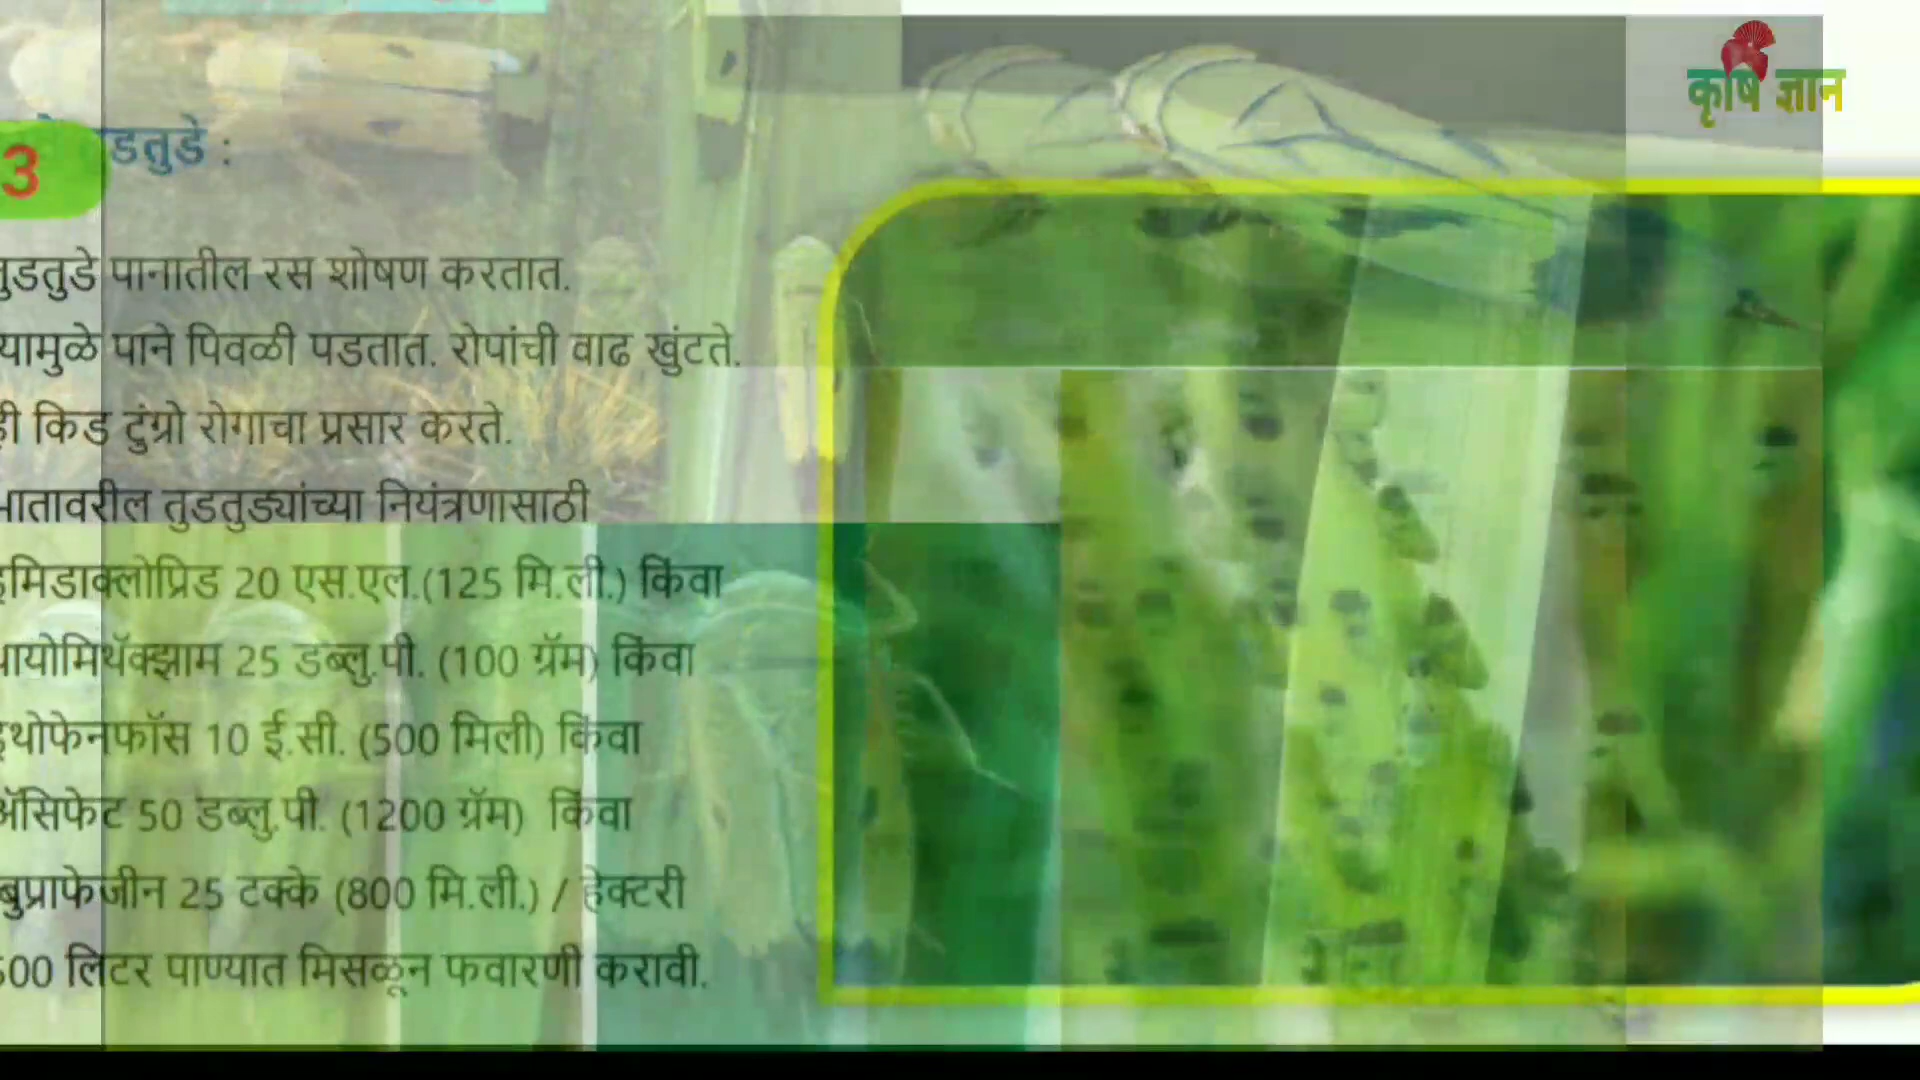 कृषि ज्ञान
3
तुडतुडे :
तुडतुडे पानातील रस शोषण करतात.
यामुळे पाने पिवळी पडतात. रोपांची वाढ खुंटते.
ही किड टुंग्रो रोगाचा प्रसार करते.
भातावरील तुडतुड्यांच्या नियंत्रणासाठी
इमिडाक्लोप्रिड 20 एस.एल.(125 मि.ली.) किंवा
थायोमिथॅक्झाम 25 डब्लु.पी. (100 ग्रॅम) किंवा
इथोफेनफॉस 10 ई.सी. (500 मिली) किंवा
ॲसिफेट 50 डब्लु.पी. (1200 ग्रॅम) किंवा
बुप्राफेजीन 25 टक्के (800 मि.ली.) / हेक्टरी
500 लिटर पाण्यात मिसळून फवारणी करावी.